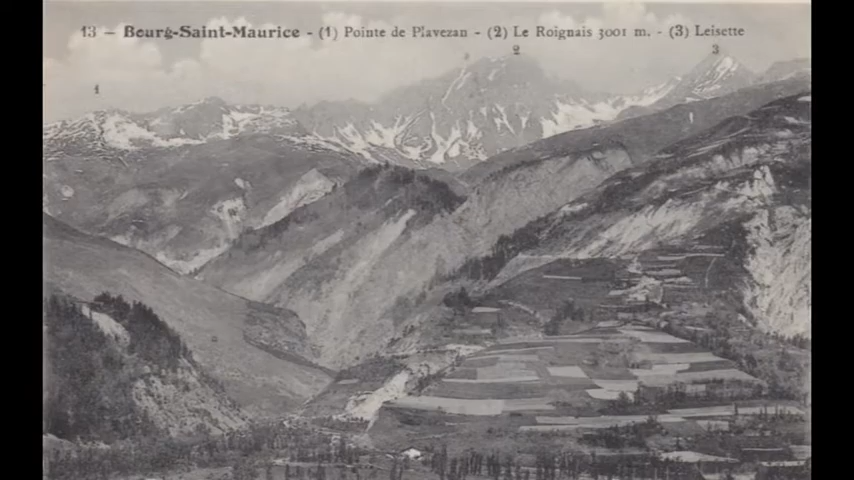 13 – Bourg-Saint-Maurice - (1) Pointe de Plavezan - (2) Le Roignais 3001 m. - (3) Leisette
2
3
1